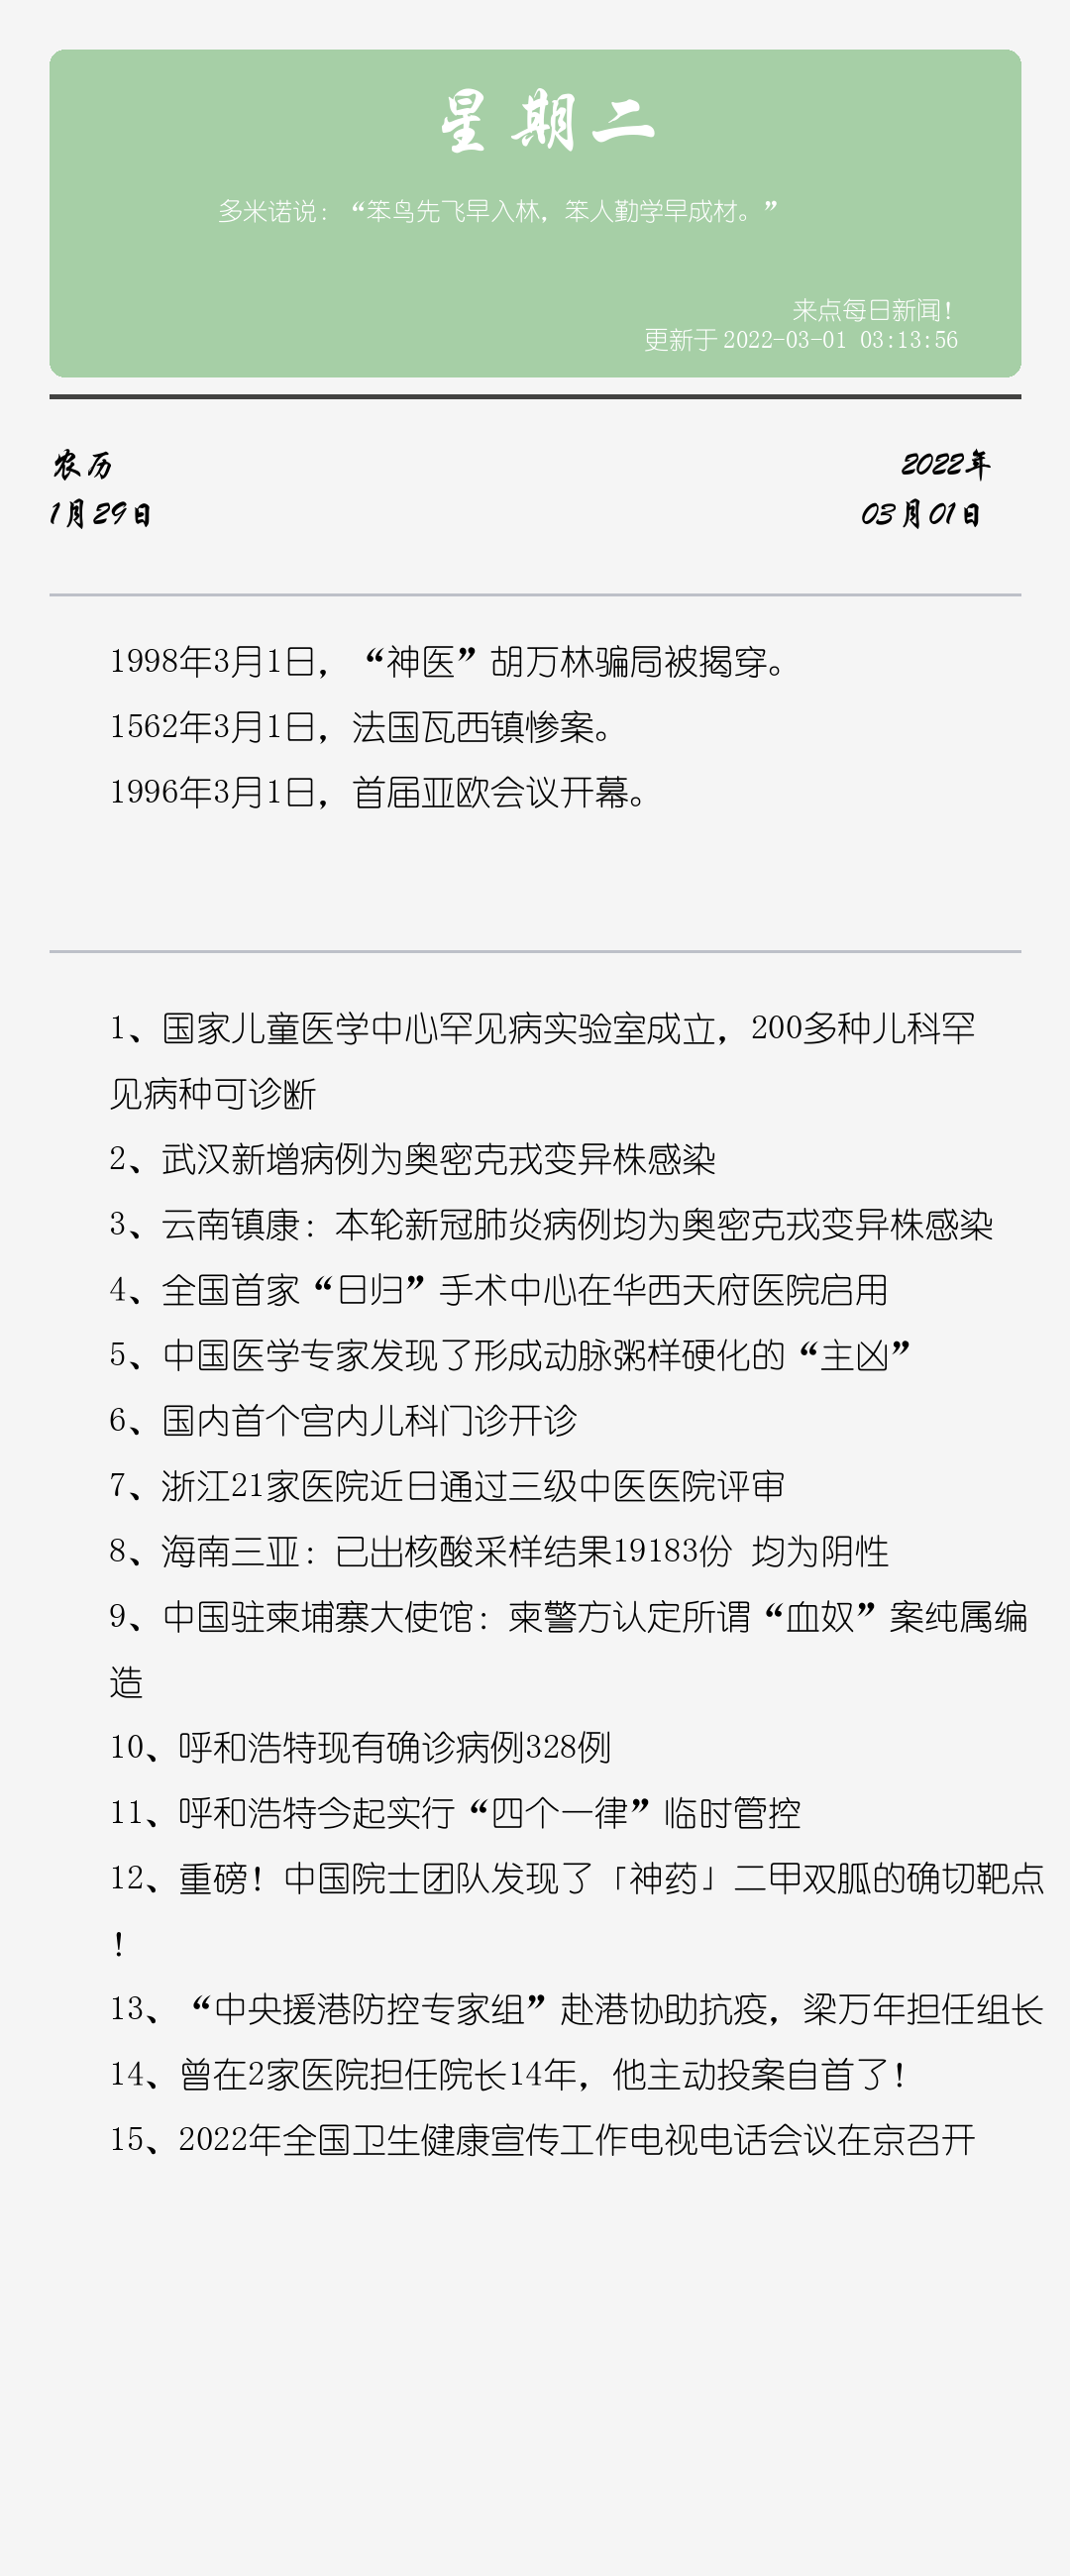 星期二
多米诺说：“笨鸟先飞早入林，笨人勤学早成材。”
来点每日新闻！
更新于 2022-03-01 03:13:56
农历
1月29日
2022年
03月01日
1998年3月1日，“神医”胡万林骗局被揭穿。
1562年3月1日，法国瓦西镇惨案。
1996年3月1日，首届亚欧会议开幕。
1、国家儿童医学中心罕见病实验室成立，200多种儿科罕
见病种可诊断
2、武汉新增病例为奥密克戎变异株感染
3、云南镇康：本轮新冠肺炎病例均为奥密克戎变异株感染
4、全国首家“日归”手术中心在华西天府医院启用
5、中国医学专家发现了形成动脉粥样硬化的“主凶”
6、国内首个宫内儿科门诊开诊
7、浙江21家医院近日通过三级中医医院评审
8、海南三亚：已出核酸采样结果19183份 均为阴性
9、中国驻柬埔寨大使馆：柬警方认定所谓“血奴”案纯属编
造
10、呼和浩特现有确诊病例328例
11、呼和浩特今起实行“四个一律”临时管控
12、重磅！中国院士团队发现了「神药」二甲双胍的确切靶点
！
13、“中央援港防控专家组”赴港协助抗疫，梁万年担任组长
14、曾在2家医院担任院长14年，他主动投案自首了！
15、2022年全国卫生健康宣传工作电视电话会议在京召开